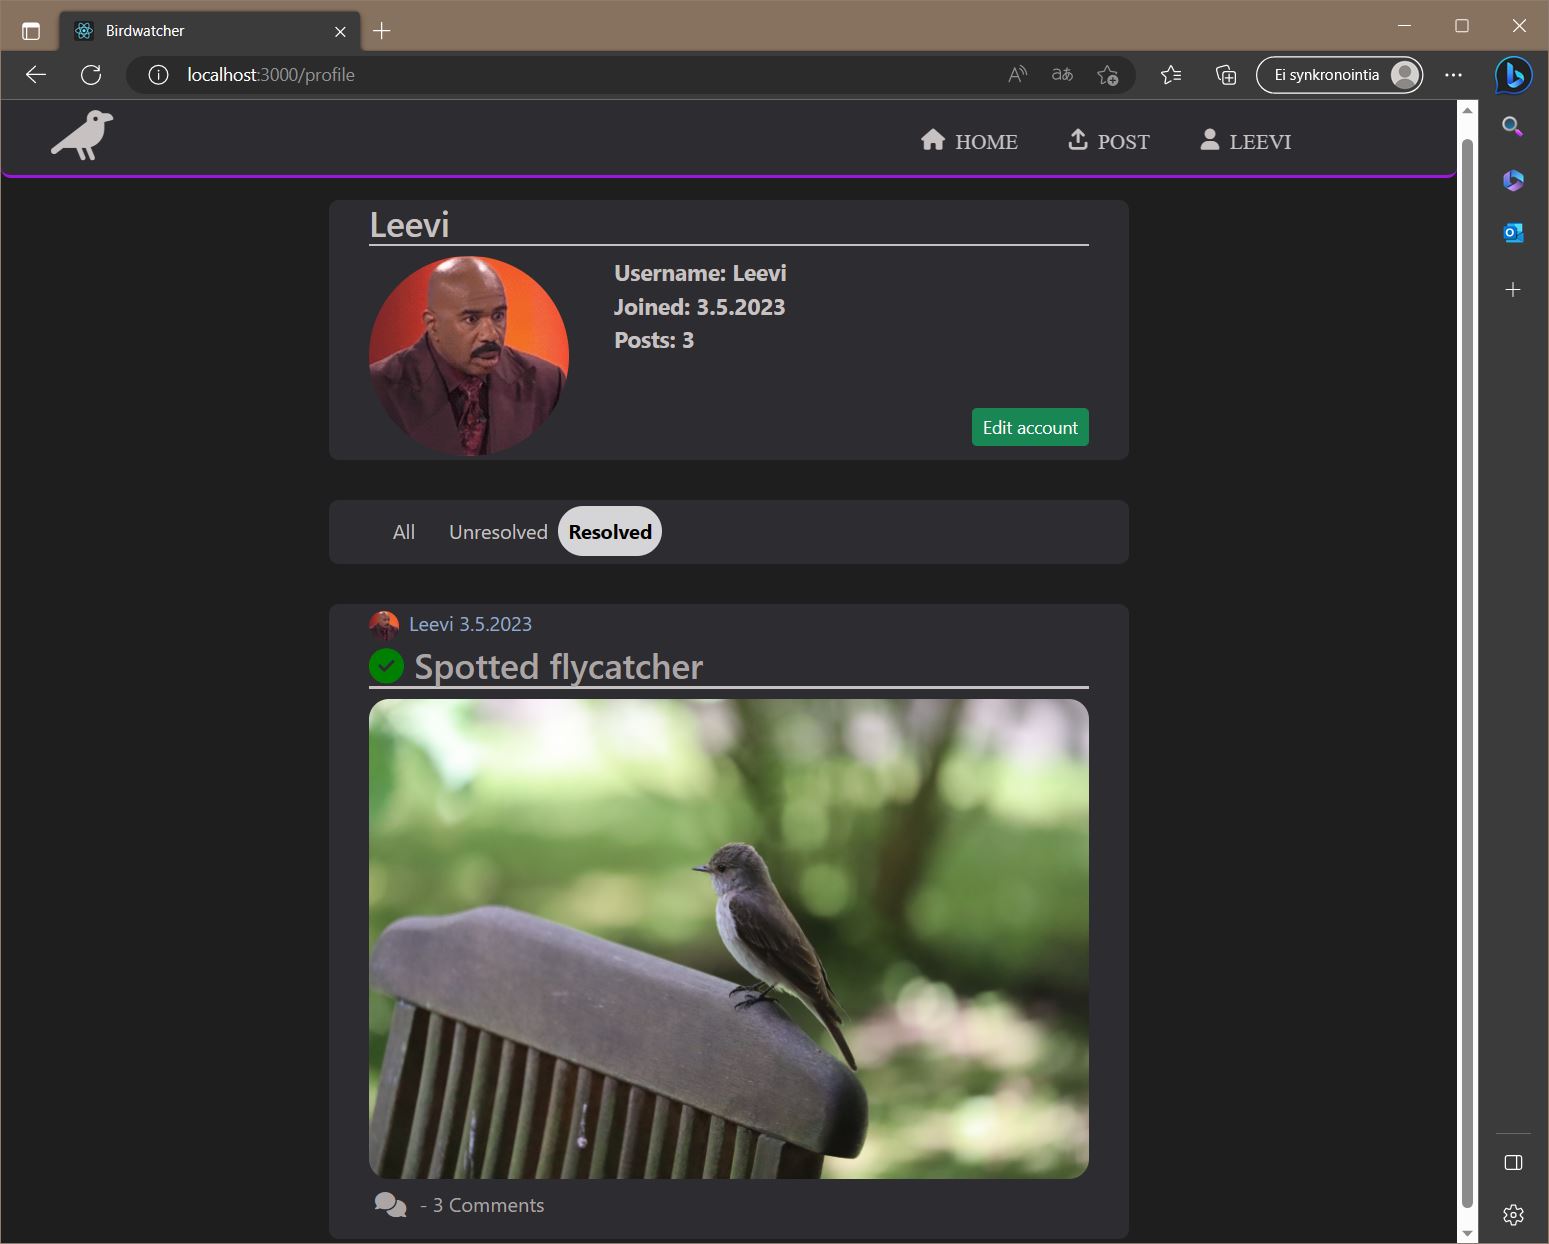 Birdwatcher
localhost:3000/profile
Ei synkronointia
HOME
POST
LEEVI
Leevi
Username: Leevi
Joined: 3.5.2023
Posts: 3
Edit account
All
Unresolved
Resolved
Leevi 3.5.2023
Spotted flycatcher
- 3 Comments